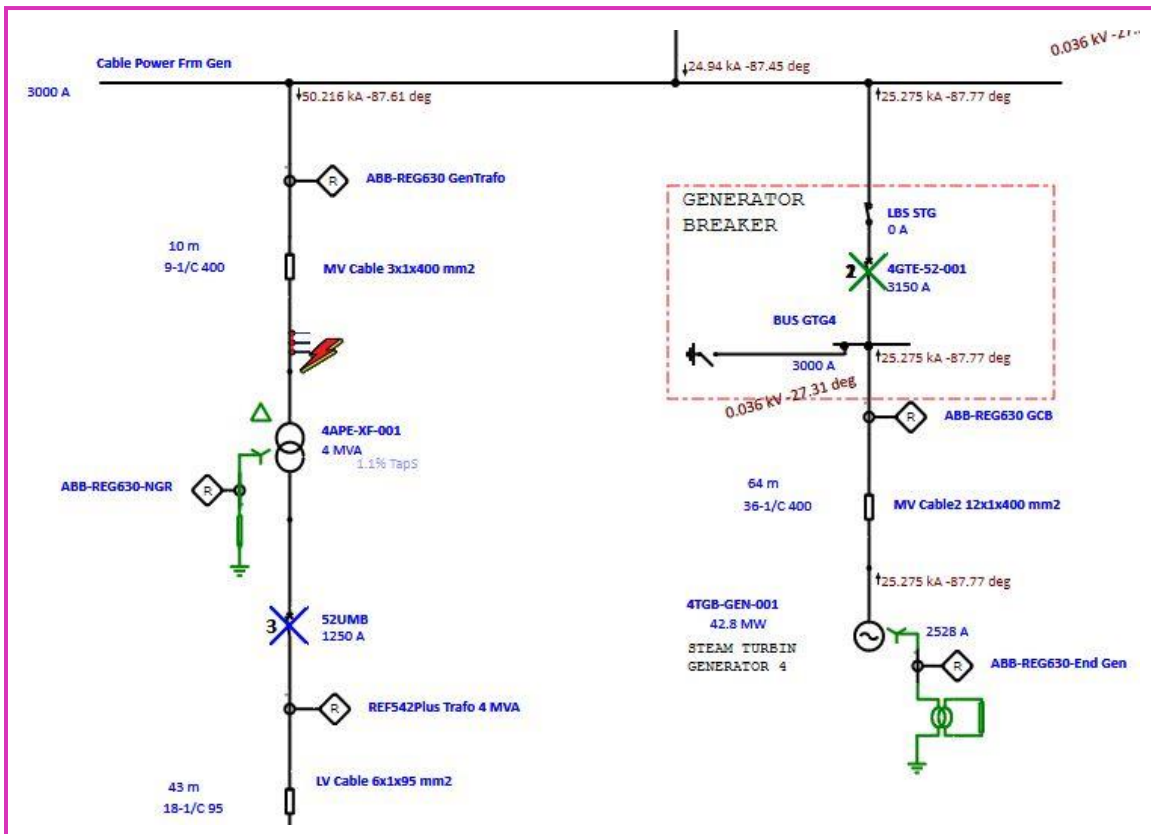 0.036 kV -27.
Cable Power Frm Gen
24.94 kA -87.45 deg
3000 A
50.216 kA -87.61 deg
25.275 kA -87.77 deg
R
ABB-REG630 GenTrafo
GENERATOR
BREAKER
LBS STG
0 A
10 m
9-1/C 400
MV Cable 3x1x400 mm2
4GTE-52-001
3150 A
BUS GTG4
3000 A
25.275 kA -87.77 deg
0.036 kV -27.31 deg
R
ABB-REG630 GCB
4APE-XF-001
4 MVA
1.1% TapS
ABB-REG630-NGR
R
64 m
36-1/C 400
MV Cable2 12x1x400 mm2
25.275 kA -87.77 deg
4TGB-GEN-001
42.8 MW
STEAM TURBIN
GENERATOR 4
2528 A
R
ABB-REG630-End Gen
3
52UMB
1250 A
R
REF542Plus Trafo 4 MVA
LV Cable 6x1x95 mm2
43 m
18-1/C 95